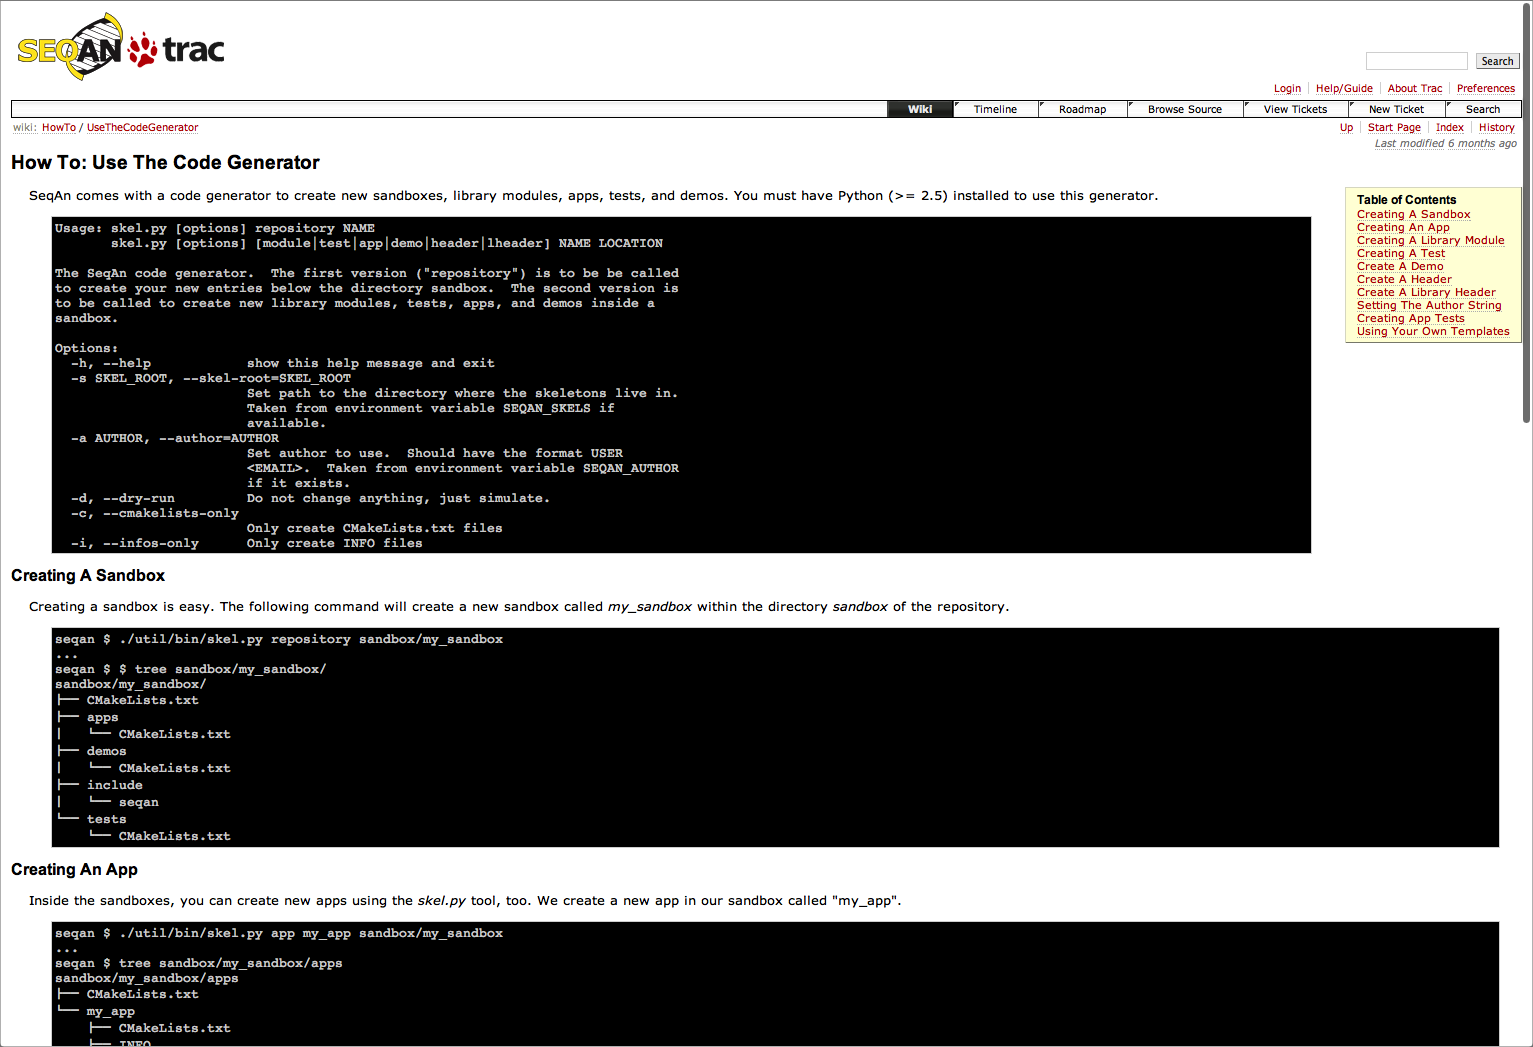 SEQAN trac
Search
Login Help/Guide About Trac Preferences
Wiki Timeline Roadmap Browse Source View Tickets New Ticket Search
wiki: HowTo / UseTheCodeGenerator
Up Start Page Index History
Last modified 6 months ago
How To: Use The Code Generator
SeqAn comes with a code generator to create new sandboxes, library modules, apps, tests, and demos. You must have Python (>= 2.5) installed to use this generator.
Table of Contents
Creating A Sandbox
Creating An App
Creating A Library Module
Creating A Test
Create A Demo
Create A Header
Create A Library Header
Setting The Author String
Creating App Tests
Using Your Own Templates
Usage: skel.py [options] repository NAME
       skel.py [options] [module|test|app|demo|header|lheader] NAME LOCATION
The SeqAn code generator.  The first version ("repository") is to be be called
to create your new entries below the directory sandbox.  The second version is
to be called to create new library modules, tests, apps, and demos inside a
sandbox.
Options:
  -h, --help            show this help message and exit
  -s SKEL_ROOT, --skel-root=SKEL_ROOT
                        Set path to the directory where the skeletons live in.
                        Taken from environment variable SEQAN_SKELS if
                        available.
  -a AUTHOR, --author=AUTHOR
                        Set author to use.  Should have the format USER
                        <EMAIL>.  Taken from environment variable SEQAN_AUTHOR
                        if it exists.
  -d, --dry-run         Do not change anything, just simulate.
  -c, --cmakelists-only
                        Only create CMakeLists.txt files
  -i, --infos-only      Only create INFO files
Creating A Sandbox
Creating a sandbox is easy. The following command will create a new sandbox called my_sandbox within the directory sandbox of the repository.
seqan $ ./util/bin/skel.py repository sandbox/my_sandbox
...
seqan $ $ tree sandbox/my_sandbox/
sandbox/my_sandbox/
├── CMakeLists.txt
├── apps
│   └── CMakeLists.txt
├── demos
│   └── CMakeLists.txt
├── include
│   └── seqan
└── tests
    └── CMakeLists.txt
Creating An App
Inside the sandboxes, you can create new apps using the skel.py tool, too. We create a new app in our sandbox called "my_app".
seqan $ ./util/bin/skel.py app my_app sandbox/my_sandbox
...
seqan $ tree sandbox/my_sandbox/apps
sandbox/my_sandbox/apps
├── CMakeLists.txt
└── my_app
    ├── CMakeLists.txt
    ├── INFO